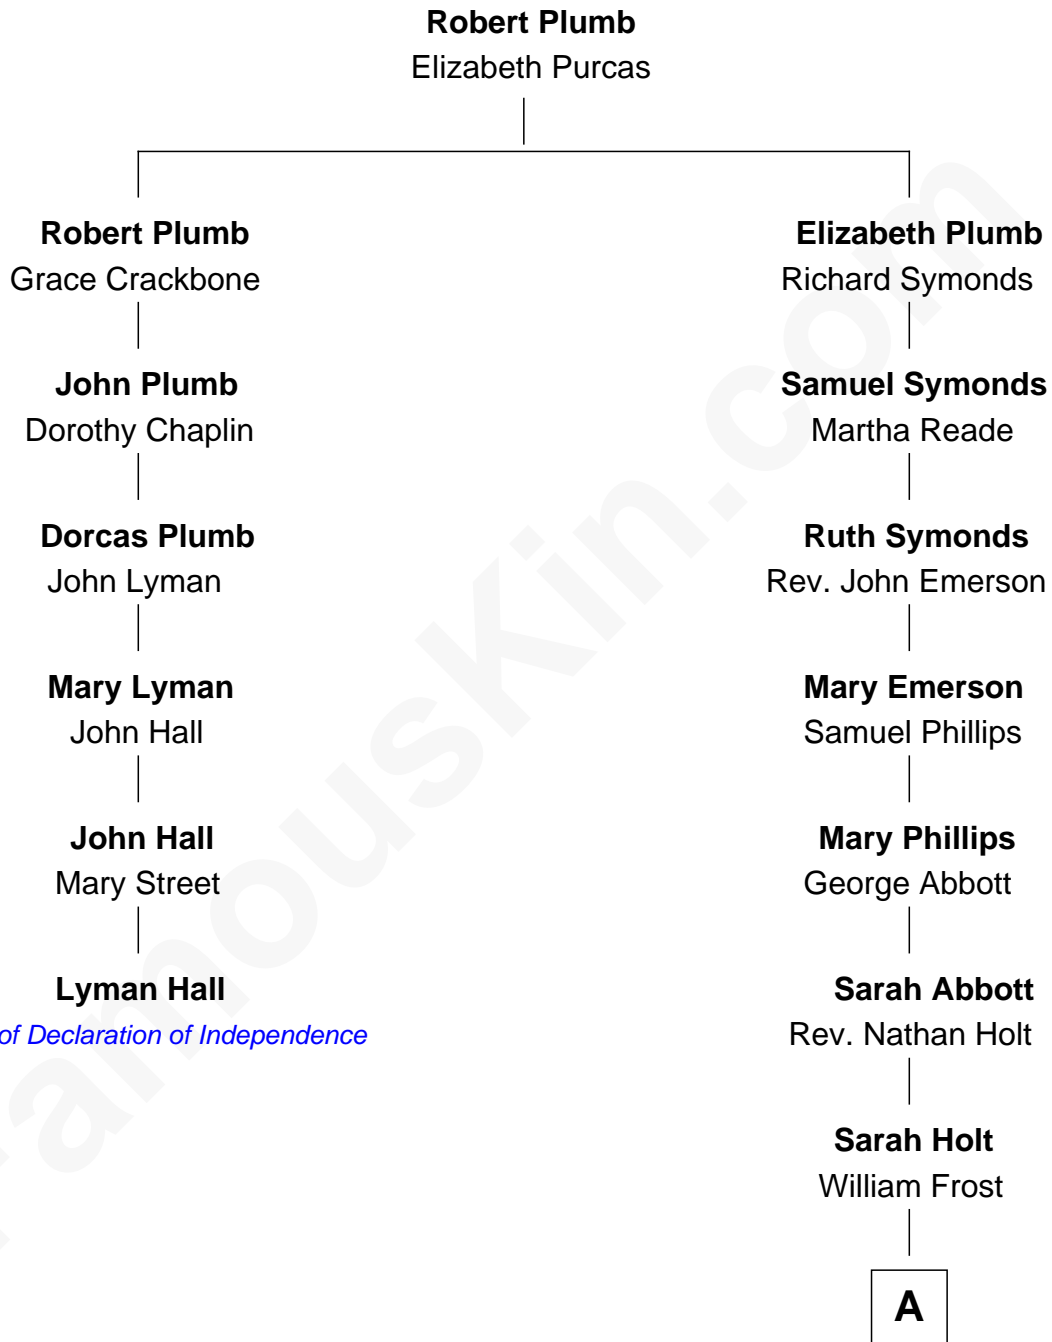 Robert Plumb
Elizabeth Purcas
Robert Plumb
Grace Crackbone
Elizabeth Plumb
Richard Symonds
John Plumb
Dorothy Chaplin
Samuel Symonds
Martha Reade
Dorcas Plumb
John Lyman
Ruth Symonds
Rev. John Emerson
Mary Lyman
John Hall
Mary Emerson
Samuel Phillips
John Hall
Mary Street
Mary Phillips
George Abbott
Lyman Hall
of Declaration of Independence
Sarah Abbott
Rev. Nathan Holt
Sarah Holt
William Frost
A
FamousKin.com